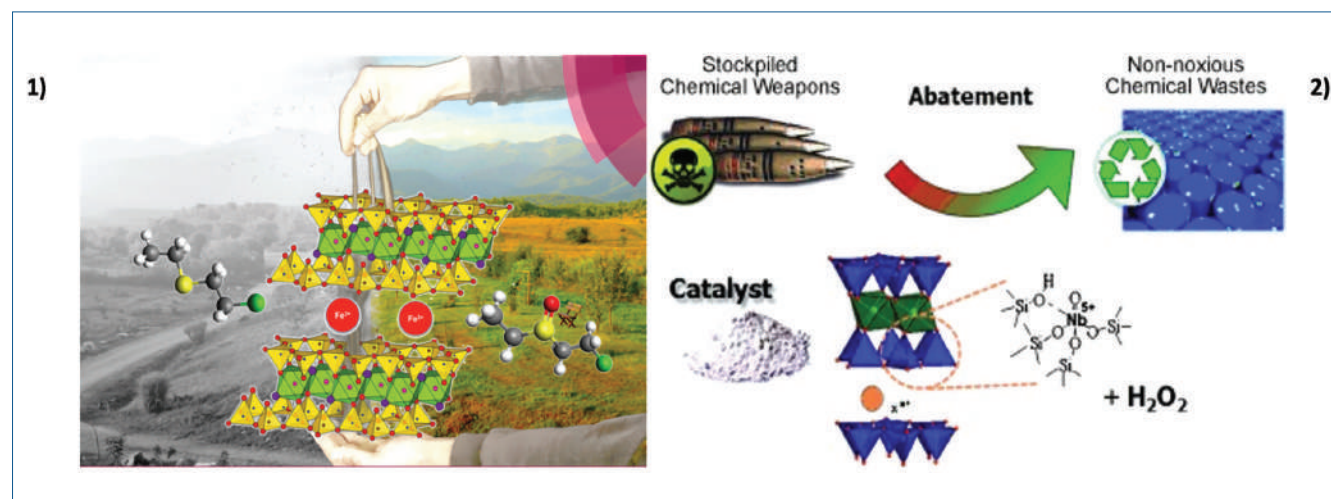 1)
Fe³⁺
Fe³⁺
Stockpiled
Chemical Weapons
Abatement
Non-noxious
Chemical Wastes
2)
Catalyst
H
Si-O
O
5+
Nb
Si-O
O-Si
O
Si
+ H₂O₂